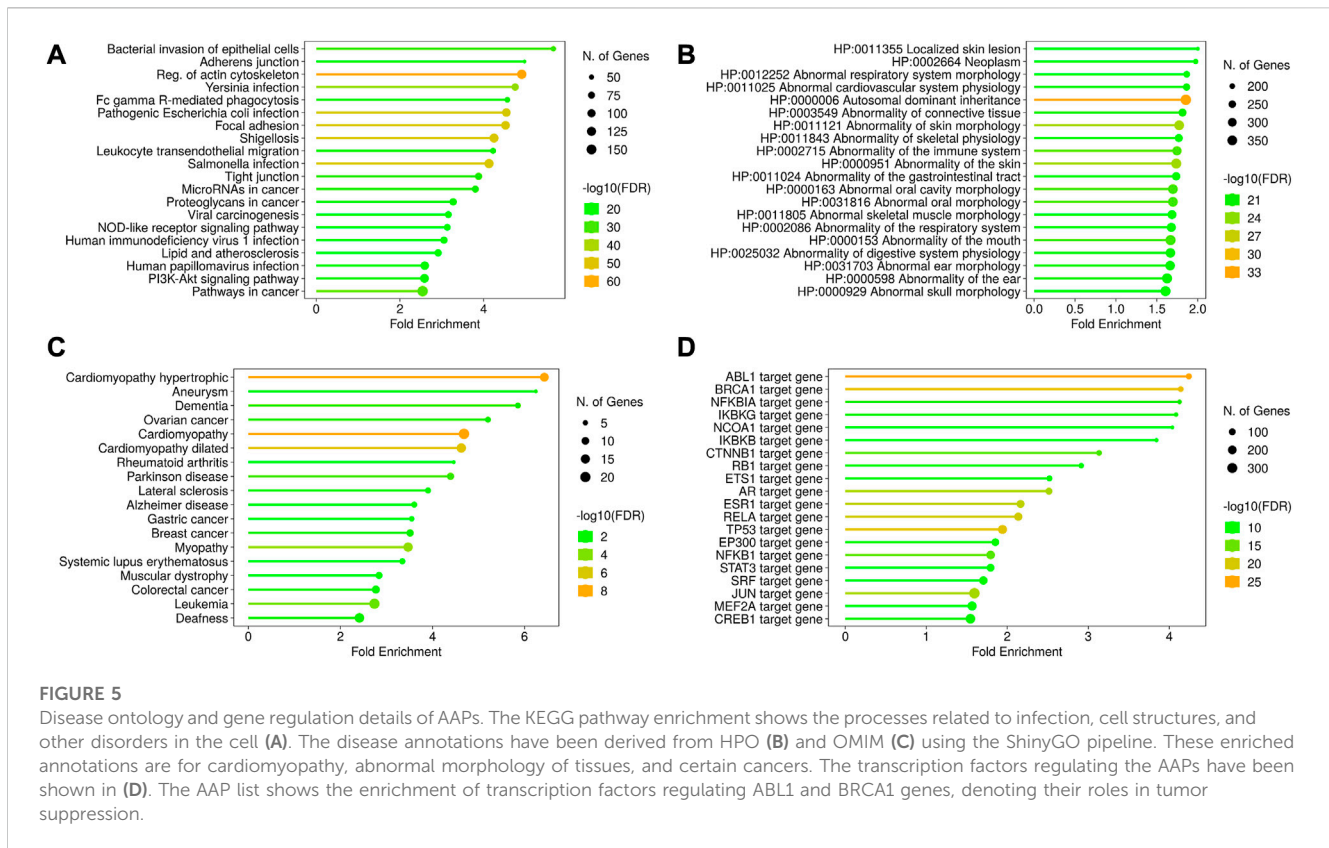 A
Bacterial invasion of epithelial cells
Adherens junction
Reg. of actin cytoskeleton
Yersinia infection
Fc gamma R-mediated phagocytosis
Pathogenic Escherichia coli infection
Focal adhesion
Shigellosis
Leukocyte transendothelial migration
Salmonella infection
Tight junction
MicroRNAs in cancer
Proteoglycans in cancer
Viral carcinogenesis
NOD-like receptor signaling pathway
Human immunodeficiency virus 1 infection
Lipid and atherosclerosis
Human papillomavirus infection
PI3K-Akt signaling pathway
Pathways in cancer
0 2 4
Fold Enrichment
N. of Genes
50
75
100
125
150
-log10(FDR)
20
30
40
50
60
B
HP:0011355 Localized skin lesion
HP:0002664 Neoplasm
HP:0012252 Abnormal respiratory system morphology
HP:0011025 Abnormal cardiovascular system physiology
HP:0000006 Autosomal dominant inheritance
HP:0003549 Abnormality of connective tissue
HP:0011121 Abnormality of skin morphology
HP:0011843 Abnormality of skeletal physiology
HP:0002715 Abnormality of the immune system
HP:0000951 Abnormality of the skin
HP:0011024 Abnormality of the gastrointestinal tract
HP:0000163 Abnormal oral cavity morphology
HP:0031816 Abnormal oral morphology
HP:0011805 Abnormal skeletal muscle morphology
HP:0002086 Abnormality of the respiratory system
HP:0000153 Abnormality of the mouth
HP:0025032 Abnormality of digestive system physiology
HP:0031703 Abnormal ear morphology
HP:0000598 Abnormality of the ear
HP:0000929 Abnormal skull morphology
0.0 0.5 1.0 1.5 2.0
Fold Enrichment
N. of Genes
200
250
300
350
-log10(FDR)
21
24
27
30
33
C
Cardiomyopathy hypertrophic
Aneurysm
Dementia
Ovarian cancer
Cardiomyopathy
Cardiomyopathy dilated
Rheumatoid arthritis
Parkinson disease
Lateral sclerosis
Alzheimer disease
Gastric cancer
Breast cancer
Myopathy
Systemic lupus erythematosus
Muscular dystrophy
Colorectal cancer
Leukemia
Deafness
0 2 4 6
Fold Enrichment
N. of Genes
5
10
15
20
-log10(FDR)
2
4
6
8
D
ABL1 target gene
BRCA1 target gene
NFKBIA target gene
IKBKG target gene
NCOA1 target gene
IKBKB target gene
CTNNB1 target gene
RB1 target gene
ETS1 target gene
AR target gene
ESR1 target gene
RELA target gene
TP53 target gene
EP300 target gene
NFKB1 target gene
STAT3 target gene
SRF target gene
JUN target gene
MEF2A target gene
CREB1 target gene
0 1 2 3 4
Fold Enrichment
N. of Genes
100
200
300
-log10(FDR)
10
15
20
25
FIGURE 5
Disease ontology and gene regulation details of AAPs. The KEGG pathway enrichment shows the processes related to infection, cell structures, and
other disorders in the cell (A). The disease annotations have been derived from HPO (B) and OMIM (C) using the ShinyGO pipeline. These enriched
annotations are for cardiomyopathy, abnormal morphology of tissues, and certain cancers. The transcription factors regulating the AAPs have been
shown in (D). The AAP list shows the enrichment of transcription factors regulating ABL1 and BRCA1 genes, denoting their roles in tumor
suppression.